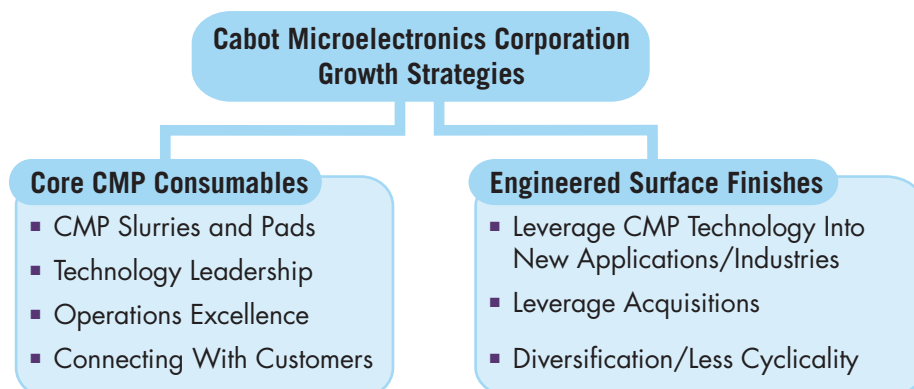 Cabot Microelectronics Corporation
Growth Strategies
Core CMP Consumables
■ CMP Slurries and Pads
■ Technology Leadership
■ Operations Excellence
■ Connecting With Customers
Engineered Surface Finishes
■ Leverage CMP Technology Into
New Applications/Industries
■ Leverage Acquisitions
■ Diversification/Less Cyclicality